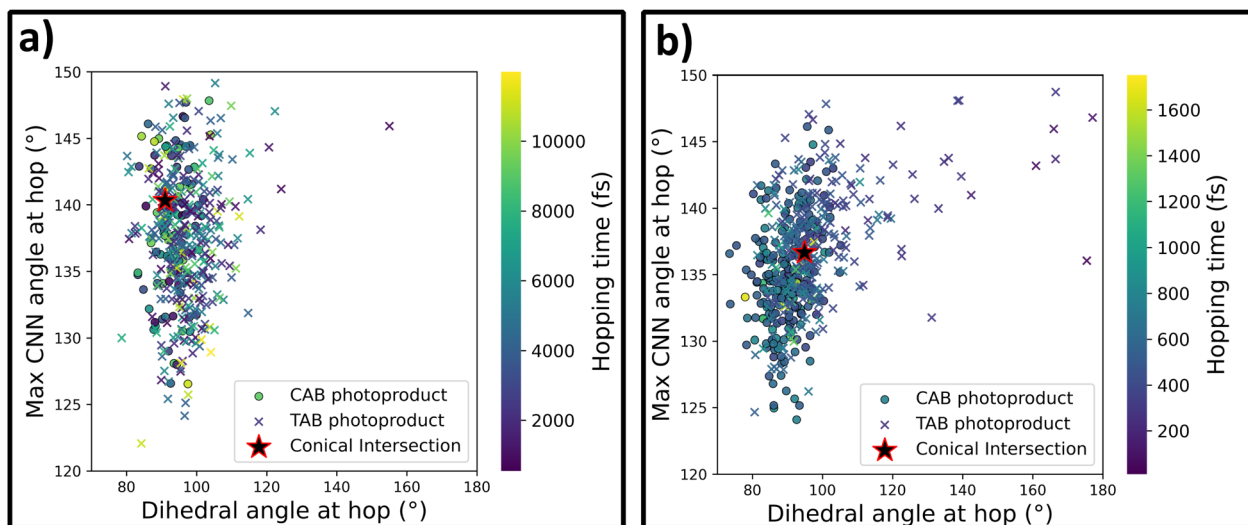 a)
150
145
140
135
130
125
120
80
100
120
140
160
180
Max CNN angle at hop (°)
Dihedral angle at hop (°)
CAB photoproduct
TAB photoproduct
Conical Intersection
10000
8000
6000
4000
2000
Hopping time (fs)
b)
150
145
140
135
130
125
120
80
100
120
140
160
180
Max CNN angle at hop (°)
Dihedral angle at hop (°)
CAB photoproduct
TAB photoproduct
Conical Intersection
1600
1400
1200
1000
800
600
400
200
Hopping time (fs)